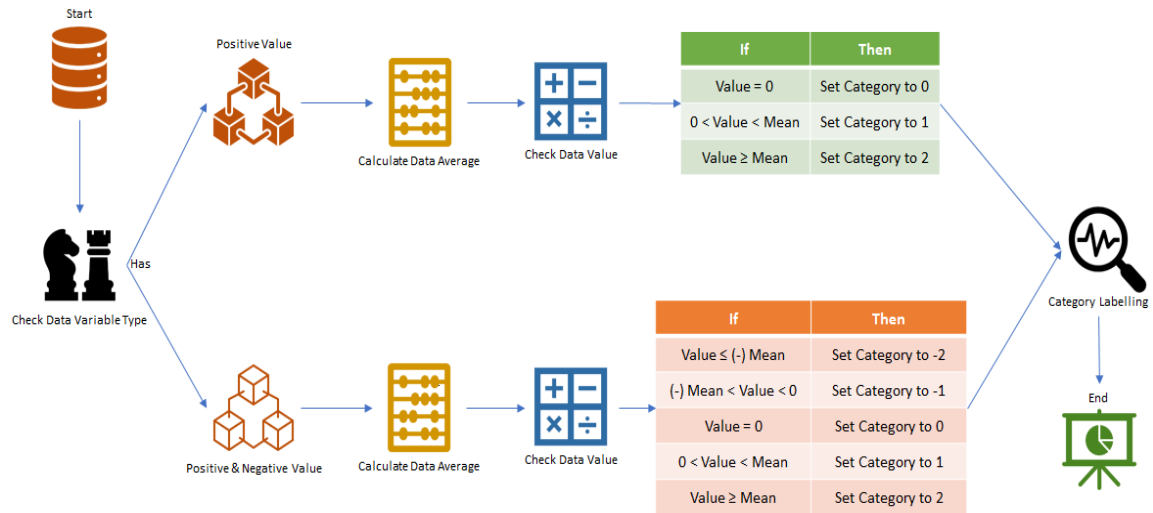 Start
Positive Value
Calculate Data Average
Check Data Value
If Then
Value = 0 Set Category to 0
0 < Value < Mean Set Category to 1
Value ≥ Mean Set Category to 2
Has
Check Data Variable Type
Category Labelling
Positive & Negative Value
Calculate Data Average
Check Data Value
If Then
Value ≤ (-) Mean Set Category to -2
(-) Mean < Value < 0 Set Category to -1
Value = 0 Set Category to 0
0 < Value < Mean Set Category to 1
Value ≥ Mean Set Category to 2
End